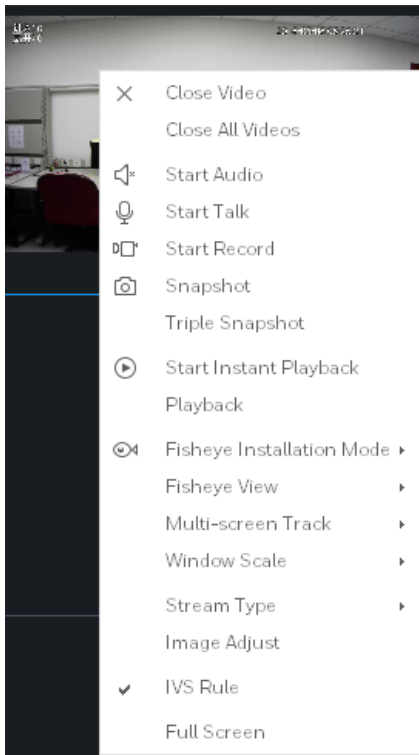 Close Video
Close All Videos
Start Audio
Start Talk
Start Record
Snapshot
Triple Snapshot
Start Instant Playback
Playback
Fisheye Installation Mode
Fisheye View
Multi-screen Track
Window Scale
Stream Type
Image Adjust
IVS Rule
Full Screen